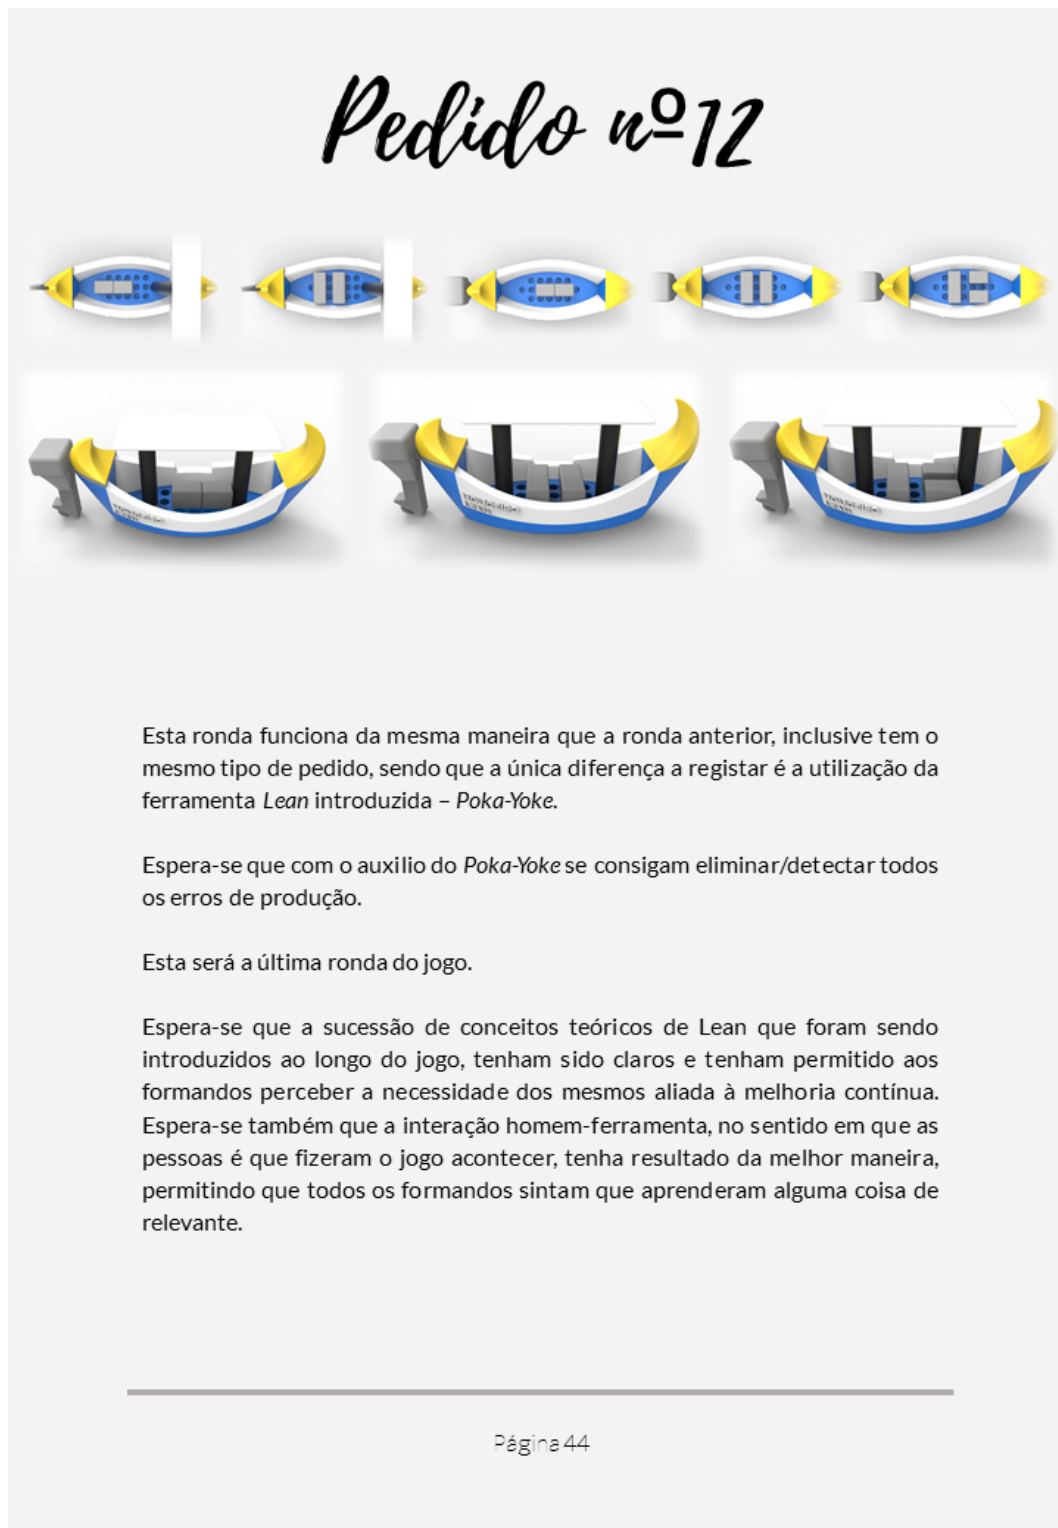 Pedido nº12
Esta ronda funciona da mesma maneira que a ronda anterior, inclusive tem o
mesmo tipo de pedido, sendo que a única diferença a registar é a utilização da
ferramenta Lean introduzida – Poka-Yoke.
Espera-se que com o auxilio do Poka-Yoke se consigam eliminar/detectar todos
os erros de produção.
Esta será a última ronda do jogo.
Espera-se que a sucessão de conceitos teóricos de Lean que foram sendo
introduzidos ao longo do jogo, tenham sido claros e tenham permitido aos
formandos perceber a necessidade dos mesmos aliada à melhoria contínua.
Espera-se também que a interação homem-ferramenta, no sentido em que as
pessoas é que fizeram o jogo acontecer, tenha resultado da melhor maneira,
permitindo que todos os formandos sintam que aprenderam alguma coisa de
relevante.
Página 44